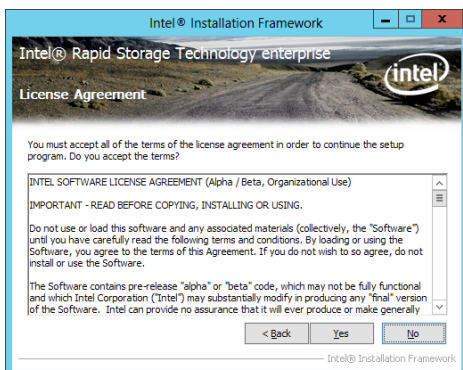 Intel® Installation Framework
Intel® Rapid Storage Technology enterprise
intel
License Agreement
You must accept all of the terms of the license agreement in order to continue the setup
program. Do you accept the terms?
INTEL SOFTWARE LICENSE AGREEMENT (Alpha / Beta, Organizational Use)
IMPORTANT - READ BEFORE COPYING, INSTALLING OR USING.
Do not use or load this software and any associated materials (collectively, the "Software")
until you have carefully read the following terms and conditions. By loading or using the
Software, you agree to the terms of this Agreement. If you do not wish to so agree, do not
install or use the Software.
The Software contains pre-release "alpha" or "beta" code, which may not be fully functional
and which Intel Corporation ("Intel") may substantially modify in producing any "final" version
of the Software. Intel can provide no assurance that it will ever produce or make generally
< Back Yes No
Intel® Installation Framework